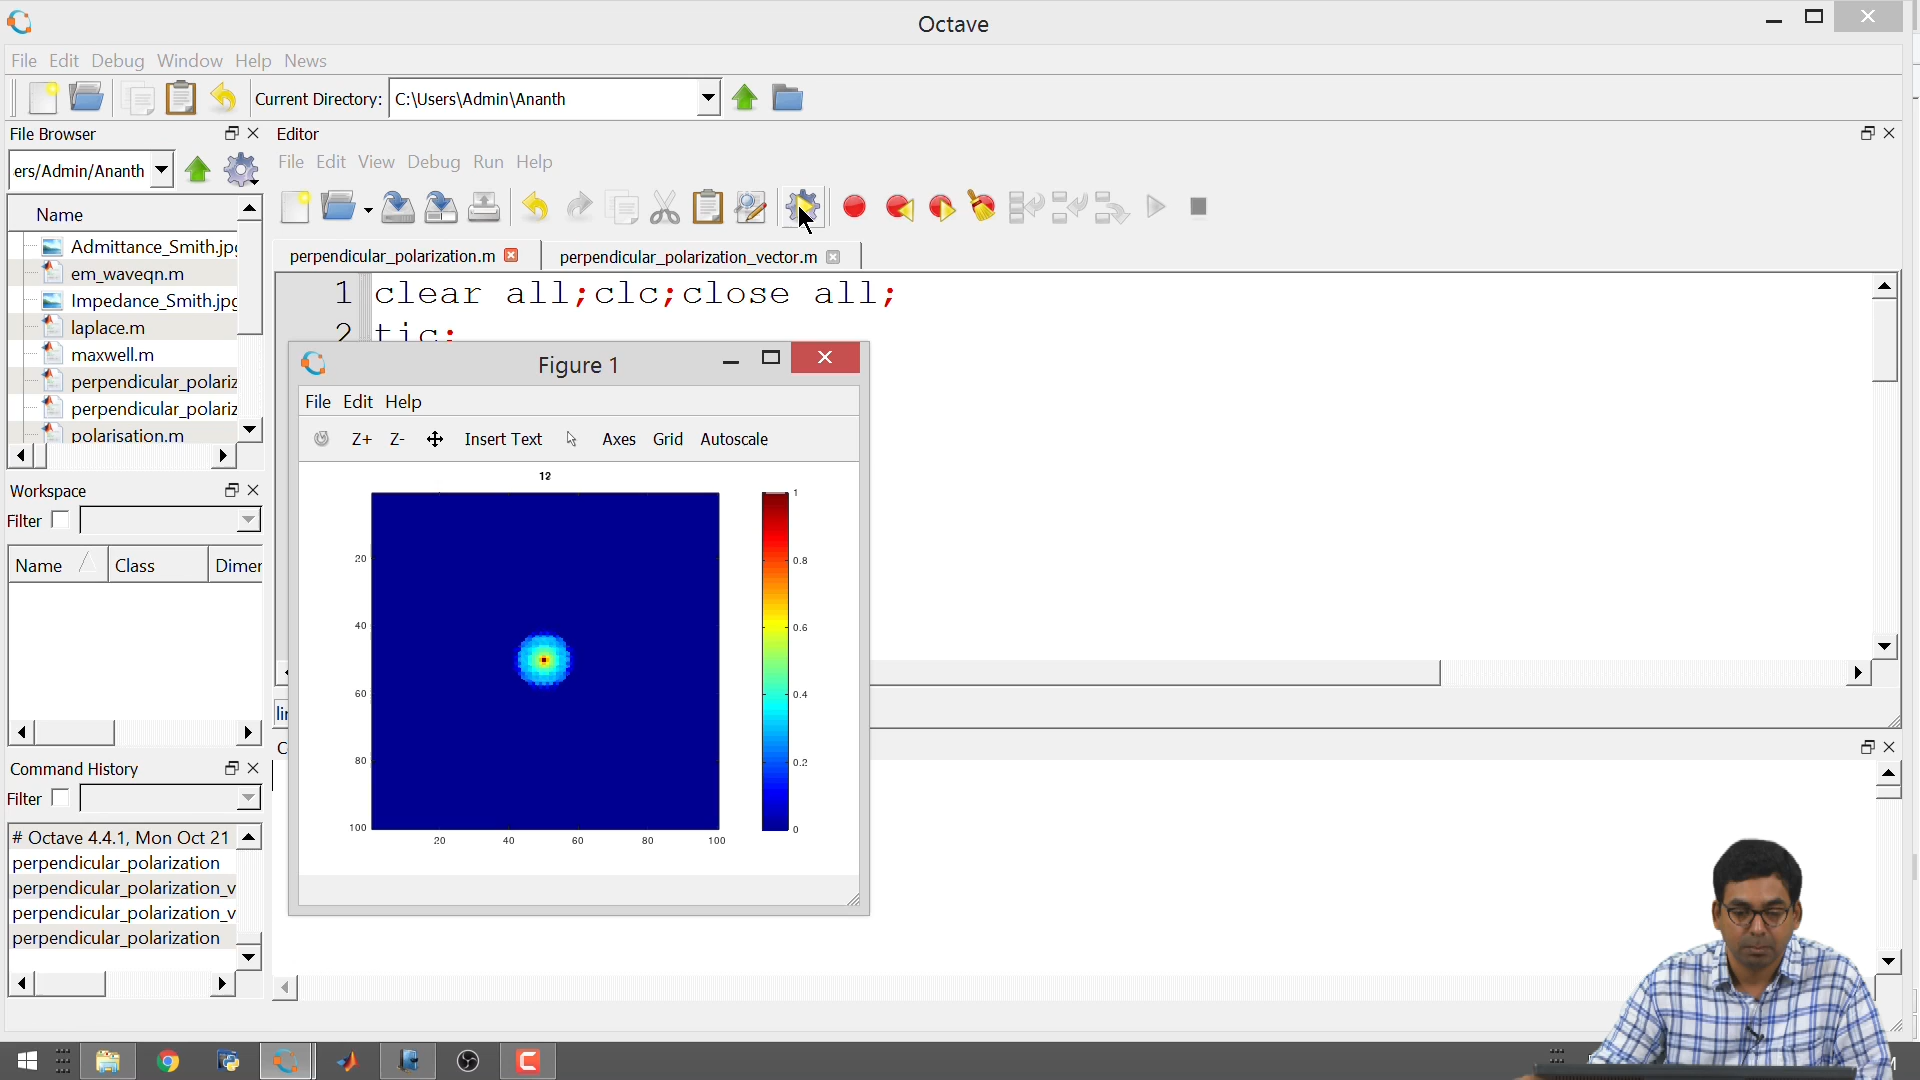 Octave
File Edit Debug Window Help News
Current Directory: C:\Users\Admin\Ananth
File Browser
Editor
ers/Admin/Ananth
File Edit View Debug Run Help
Name
Admittance_Smith.jp
em_waveqn.m
Impedance_Smith.jpg
laplace.m
maxwell.m
perpendicular_polariz
perpendicular_polariz
polarisation.m
perpendicular_polarization.m
perpendicular_polarization_vector.m
1 clear all;clc;close all;
2 tic;
Workspace
Filter
Name Class Dimer
Command History
Filter
# Octave 4.4.1, Mon Oct 21
perpendicular_polarization
perpendicular_polarization_v
perpendicular_polarization_v
perpendicular_polarization
Figure 1
File Edit Help
Z+ Z- Insert Text Axes Grid Autoscale
12
20
40
60
80
100
20 40 60 80 100
1
0.8
0.6
0.4
0.2
0